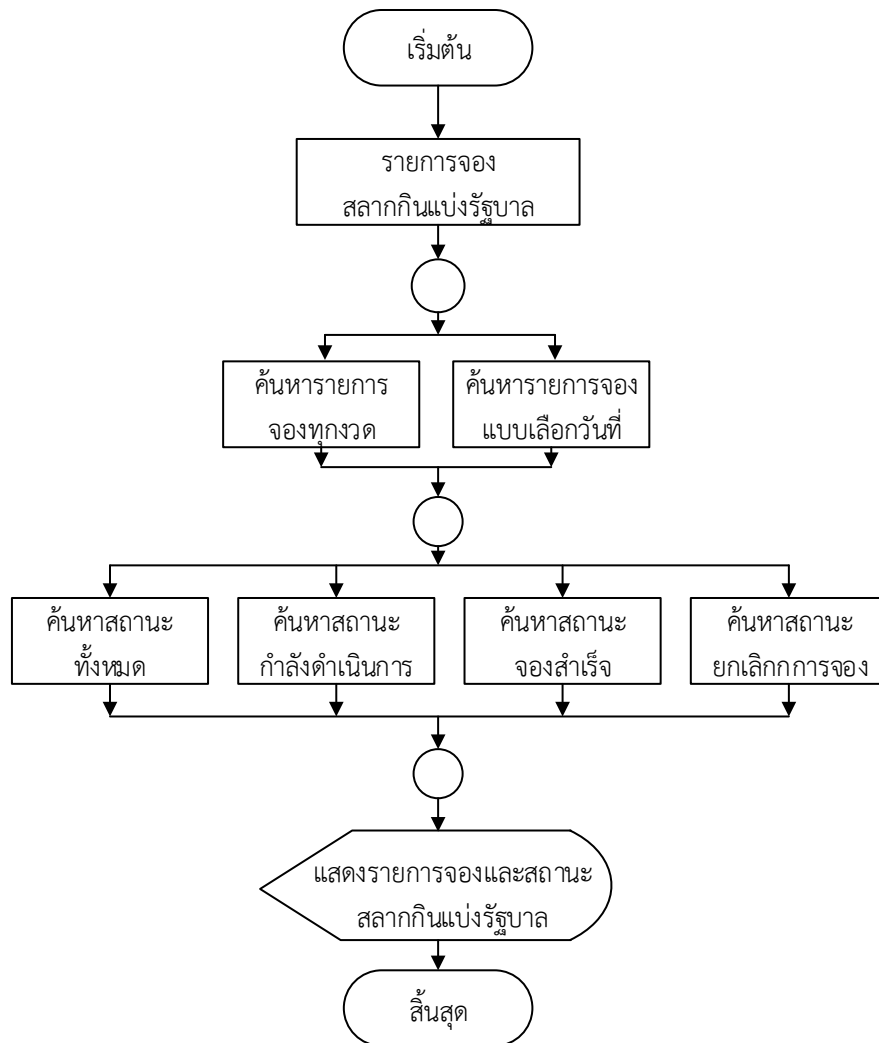 เริ่มต้น
รายการจอง
สลากกินแบ่งรัฐบาล
ค้นหารายการ
จองทุกงวด
ค้นหารายการจอง
แบบเลือกวันที่
ค้นหาสถานะ
ทั้งหมด
ค้นหาสถานะ
กำลังดำเนินการ
ค้นหาสถานะ
จองสำเร็จ
ค้นหาสถานะ
ยกเลิกกการจอง
แสดงรายการจองและสถานะ
สลากกินแบ่งรัฐบาล
สิ้นสุด